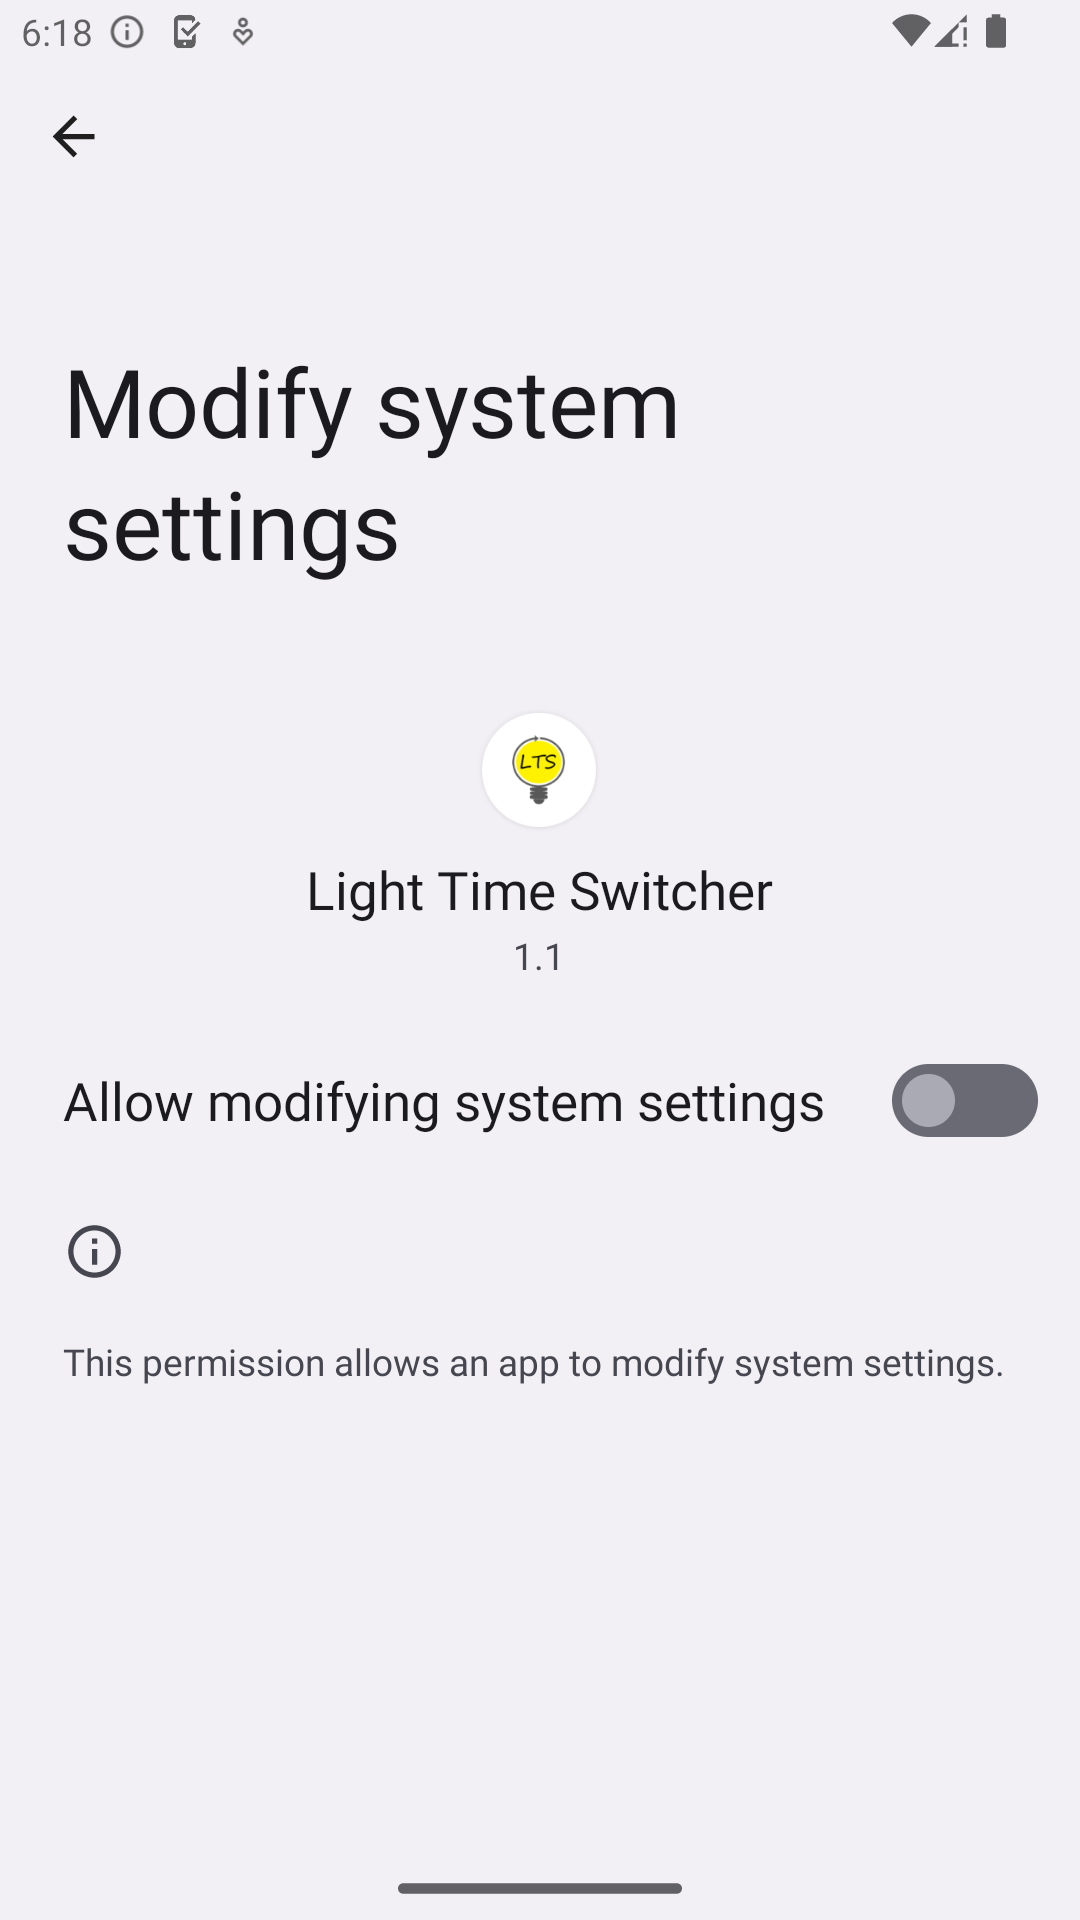 6:18
Modify system
settings
LTS
Light Time Switcher
1.1
Allow modifying system settings
This permission allows an app to modify system settings.